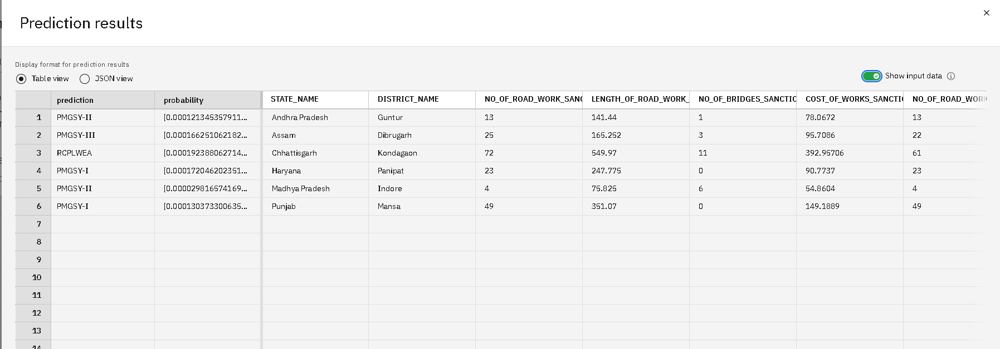 Prediction results
Display format for prediction results
Table view JSON view Show input data
prediction probability STATE_NAME DISTRICT_NAME NO_OF_ROAD_WORK_SANC LENGTH_OF_ROAD_WORK_ NO_OF_BRIDGES_SANCTIO COST_OF_WORKS_SANCTI NO_OF_ROAD_WORK
1 PMGSY-II [0.000121345357911... Andhra Pradesh Guntur 13 141.44 1 78.0672 13
2 PMGSY-III [0.000166251062182... Assam Dibrugarh 25 165.252 3 95.7086 22
3 RCPLWEA [0.000192388062714... Chhattisgarh Kondagaon 72 549.97 11 392.95706 61
4 PMGSY-I [0.000172046202351... Haryana Panipat 23 247.775 0 90.7737 23
5 PMGSY-II [0.000029816574169... Madhya Pradesh Indore 4 75.825 6 54.8604 4
6 PMGSY-I [0.000130373300635... Punjab Mansa 49 351.07 0 149.1889 49
7
8
9
10
11
12
13
14